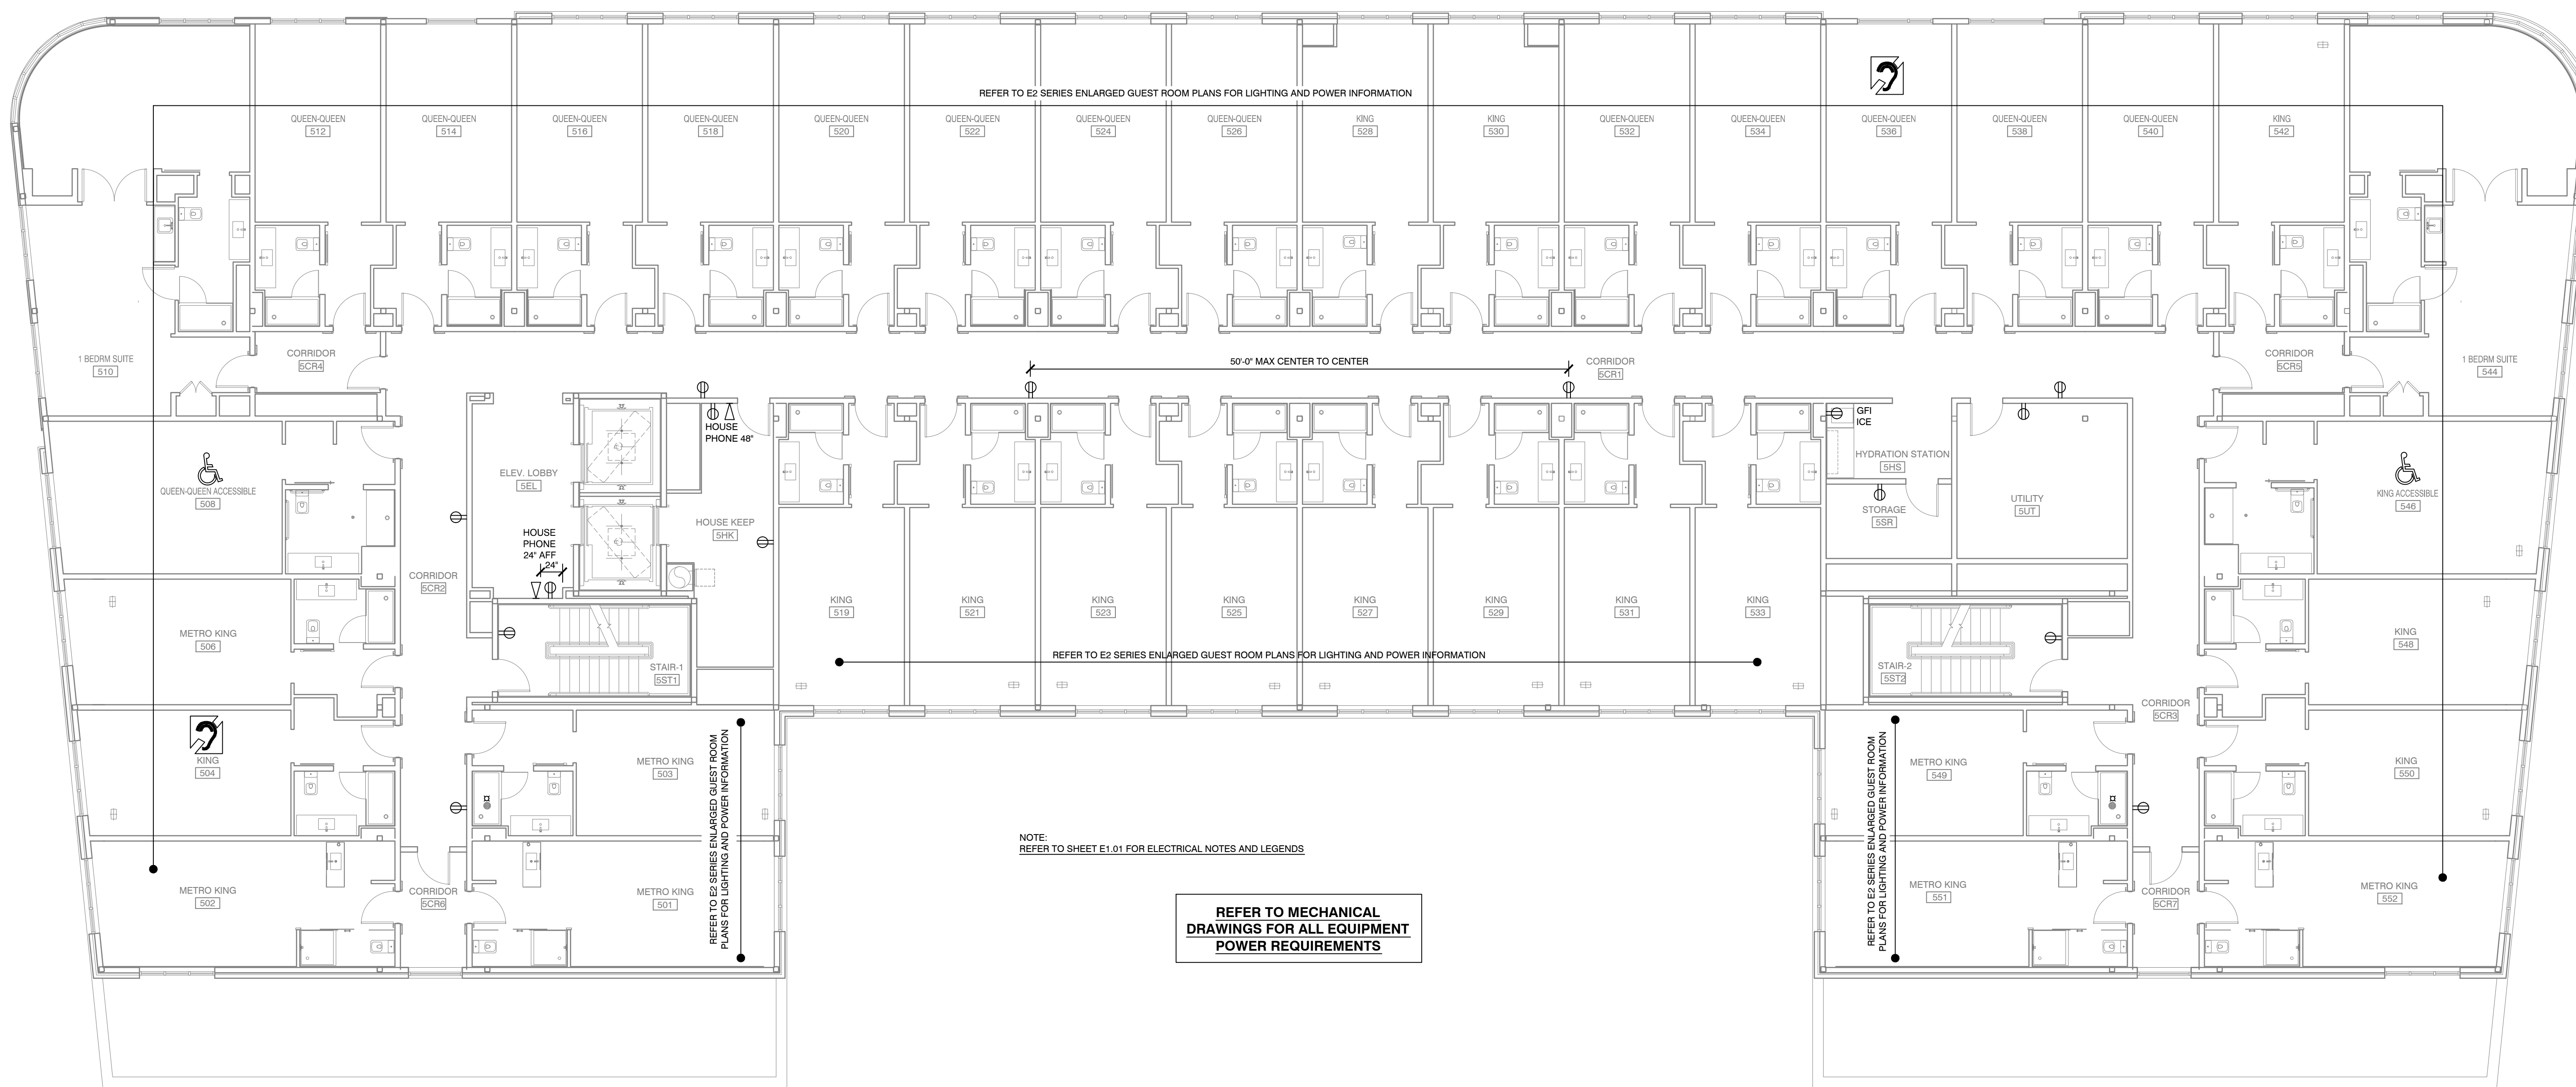 REFER TO E2 SERIES ENLARGED GUEST ROOM PLANS FOR LIGHTING AND POWER INFORMATION
QUEEN-QUEEN
512
QUEEN-QUEEN
514
QUEEN-QUEEN
516
QUEEN-QUEEN
518
QUEEN-QUEEN
520
QUEEN-QUEEN
522
QUEEN-QUEEN
524
QUEEN-QUEEN
526
KING
528
KING
530
QUEEN-QUEEN
532
QUEEN-QUEEN
534
QUEEN-QUEEN
536
QUEEN-QUEEN
538
QUEEN-QUEEN
540
KING
542
1 BEDRM SUITE
510
CORRIDOR
5CR4
50'-0" MAX CENTER TO CENTER
CORRIDOR
5CR1
CORRIDOR
5CR5
1 BEDRM SUITE
544
HOUSE
PHONE 48"
GFI
ICE
HYDRATION STATION
5HS
ELEV. LOBBY
5EL
QUEEN-QUEEN ACCESSIBLE
508
KING ACCESSIBLE
546
STORAGE
5SR
UTILITY
5UT
HOUSE KEEP
5HK
HOUSE
PHONE
24" AFF
24"
CORRIDOR
5CR2
KING
519
KING
521
KING
523
KING
525
KING
527
KING
529
KING
531
KING
533
METRO KING
506
KING
548
REFER TO E2 SERIES ENLARGED GUEST ROOM PLANS FOR LIGHTING AND POWER INFORMATION
STAIR-1
5ST1
STAIR-2
5ST2
CORRIDOR
5CR3
KING
504
METRO KING
503
REFER TO E2 SERIES ENLARGED GUEST ROOM
PLANS FOR LIGHTING AND POWER INFORMATION
REFER TO E2 SERIES ENLARGED GUEST ROOM
PLANS FOR LIGHTING AND POWER INFORMATION
METRO KING
549
KING
550
NOTE:
REFER TO SHEET E1.01 FOR ELECTRICAL NOTES AND LEGENDS
METRO KING
502
CORRIDOR
5CR6
METRO KING
501
METRO KING
551
CORRIDOR
5CR7
METRO KING
552
REFER TO MECHANICAL
DRAWINGS FOR ALL EQUIPMENT
POWER REQUIREMENTS